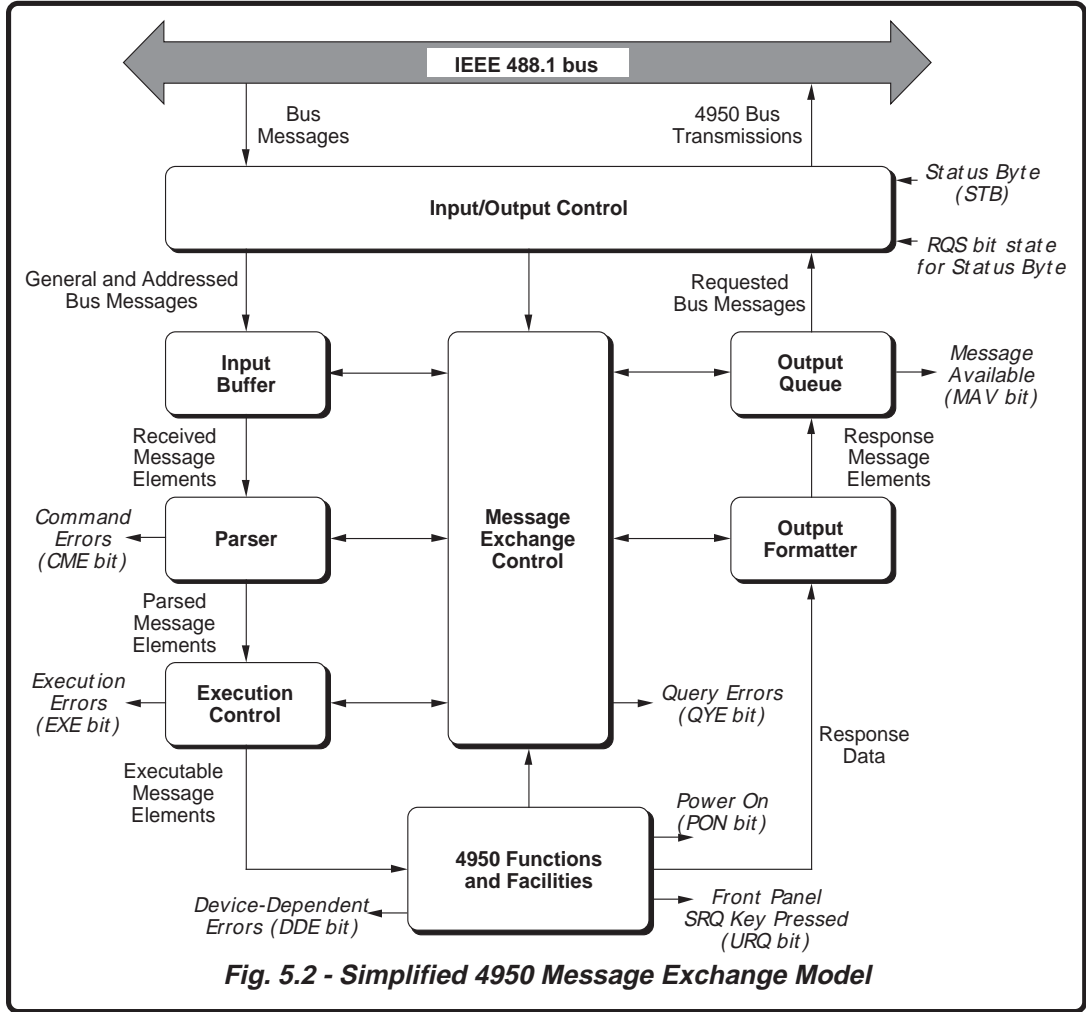 IEEE 488.1 bus
Bus
Messages
4950 Bus
Transmissions
Input/Output Control
Status Byte
(STB)
RQS bit state
for Status Byte
General and Addressed
Bus Messages
Requested
Bus Messages
Input
Buffer
Output
Queue
Message
Available
(MAV bit)
Received
Message
Elements
Response
Message
Elements
Command
Errors
(CME bit)
Parser
Message
Exchange
Control
Output
Formatter
Parsed
Message
Elements
Execution
Errors
(EXE bit)
Execution
Control
Query Errors
(QYE bit)
Response
Data
Executable
Message
Elements
Power On
(PON bit)
4950 Functions
and Facilities
Device-Dependent
Errors (DDE bit)
Front Panel
SRQ Key Pressed
(URQ bit)
Fig. 5.2 - Simplified 4950 Message Exchange Model